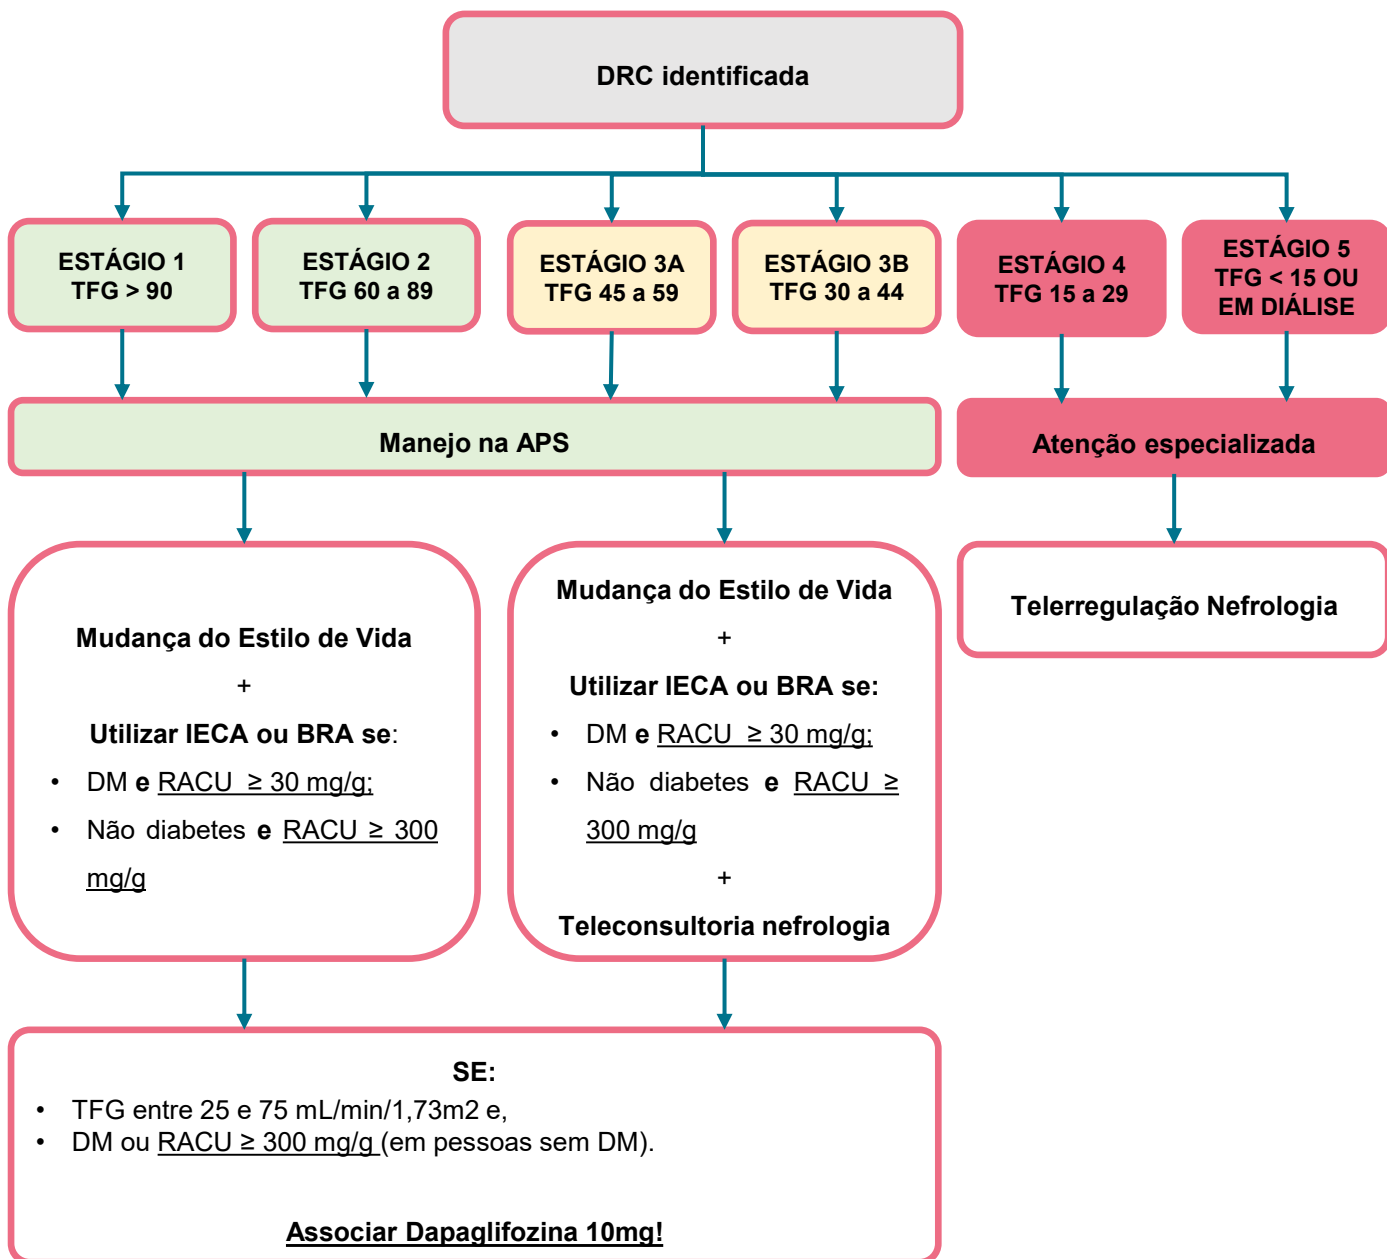 DRC identificada
ESTÁGIO 1
TFG > 90
ESTÁGIO 2
TFG 60 a 89
ESTÁGIO 3A
TFG 45 a 59
ESTÁGIO 3B
TFG 30 a 44
ESTÁGIO 4
TFG 15 a 29
ESTÁGIO 5
TFG < 15 OU
EM DIÁLISE
Manejo na APS
Atenção especializada
Mudança do Estilo de Vida
+
Utilizar IECA ou BRA se:
• DM e RACU ≥ 30 mg/g;
• Não diabetes e RACU ≥ 300
mg/g
Mudança do Estilo de Vida
+
Utilizar IECA ou BRA se:
• DM e RACU ≥ 30 mg/g;
• Não diabetes e RACU ≥
300 mg/g
+
Teleconsultoria nefrologia
Telerregulação Nefrologia
SE:
• TFG entre 25 e 75 mL/min/1,73m2 e,
• DM ou RACU ≥ 300 mg/g (em pessoas sem DM).
Associar Dapaglifozina 10mg!